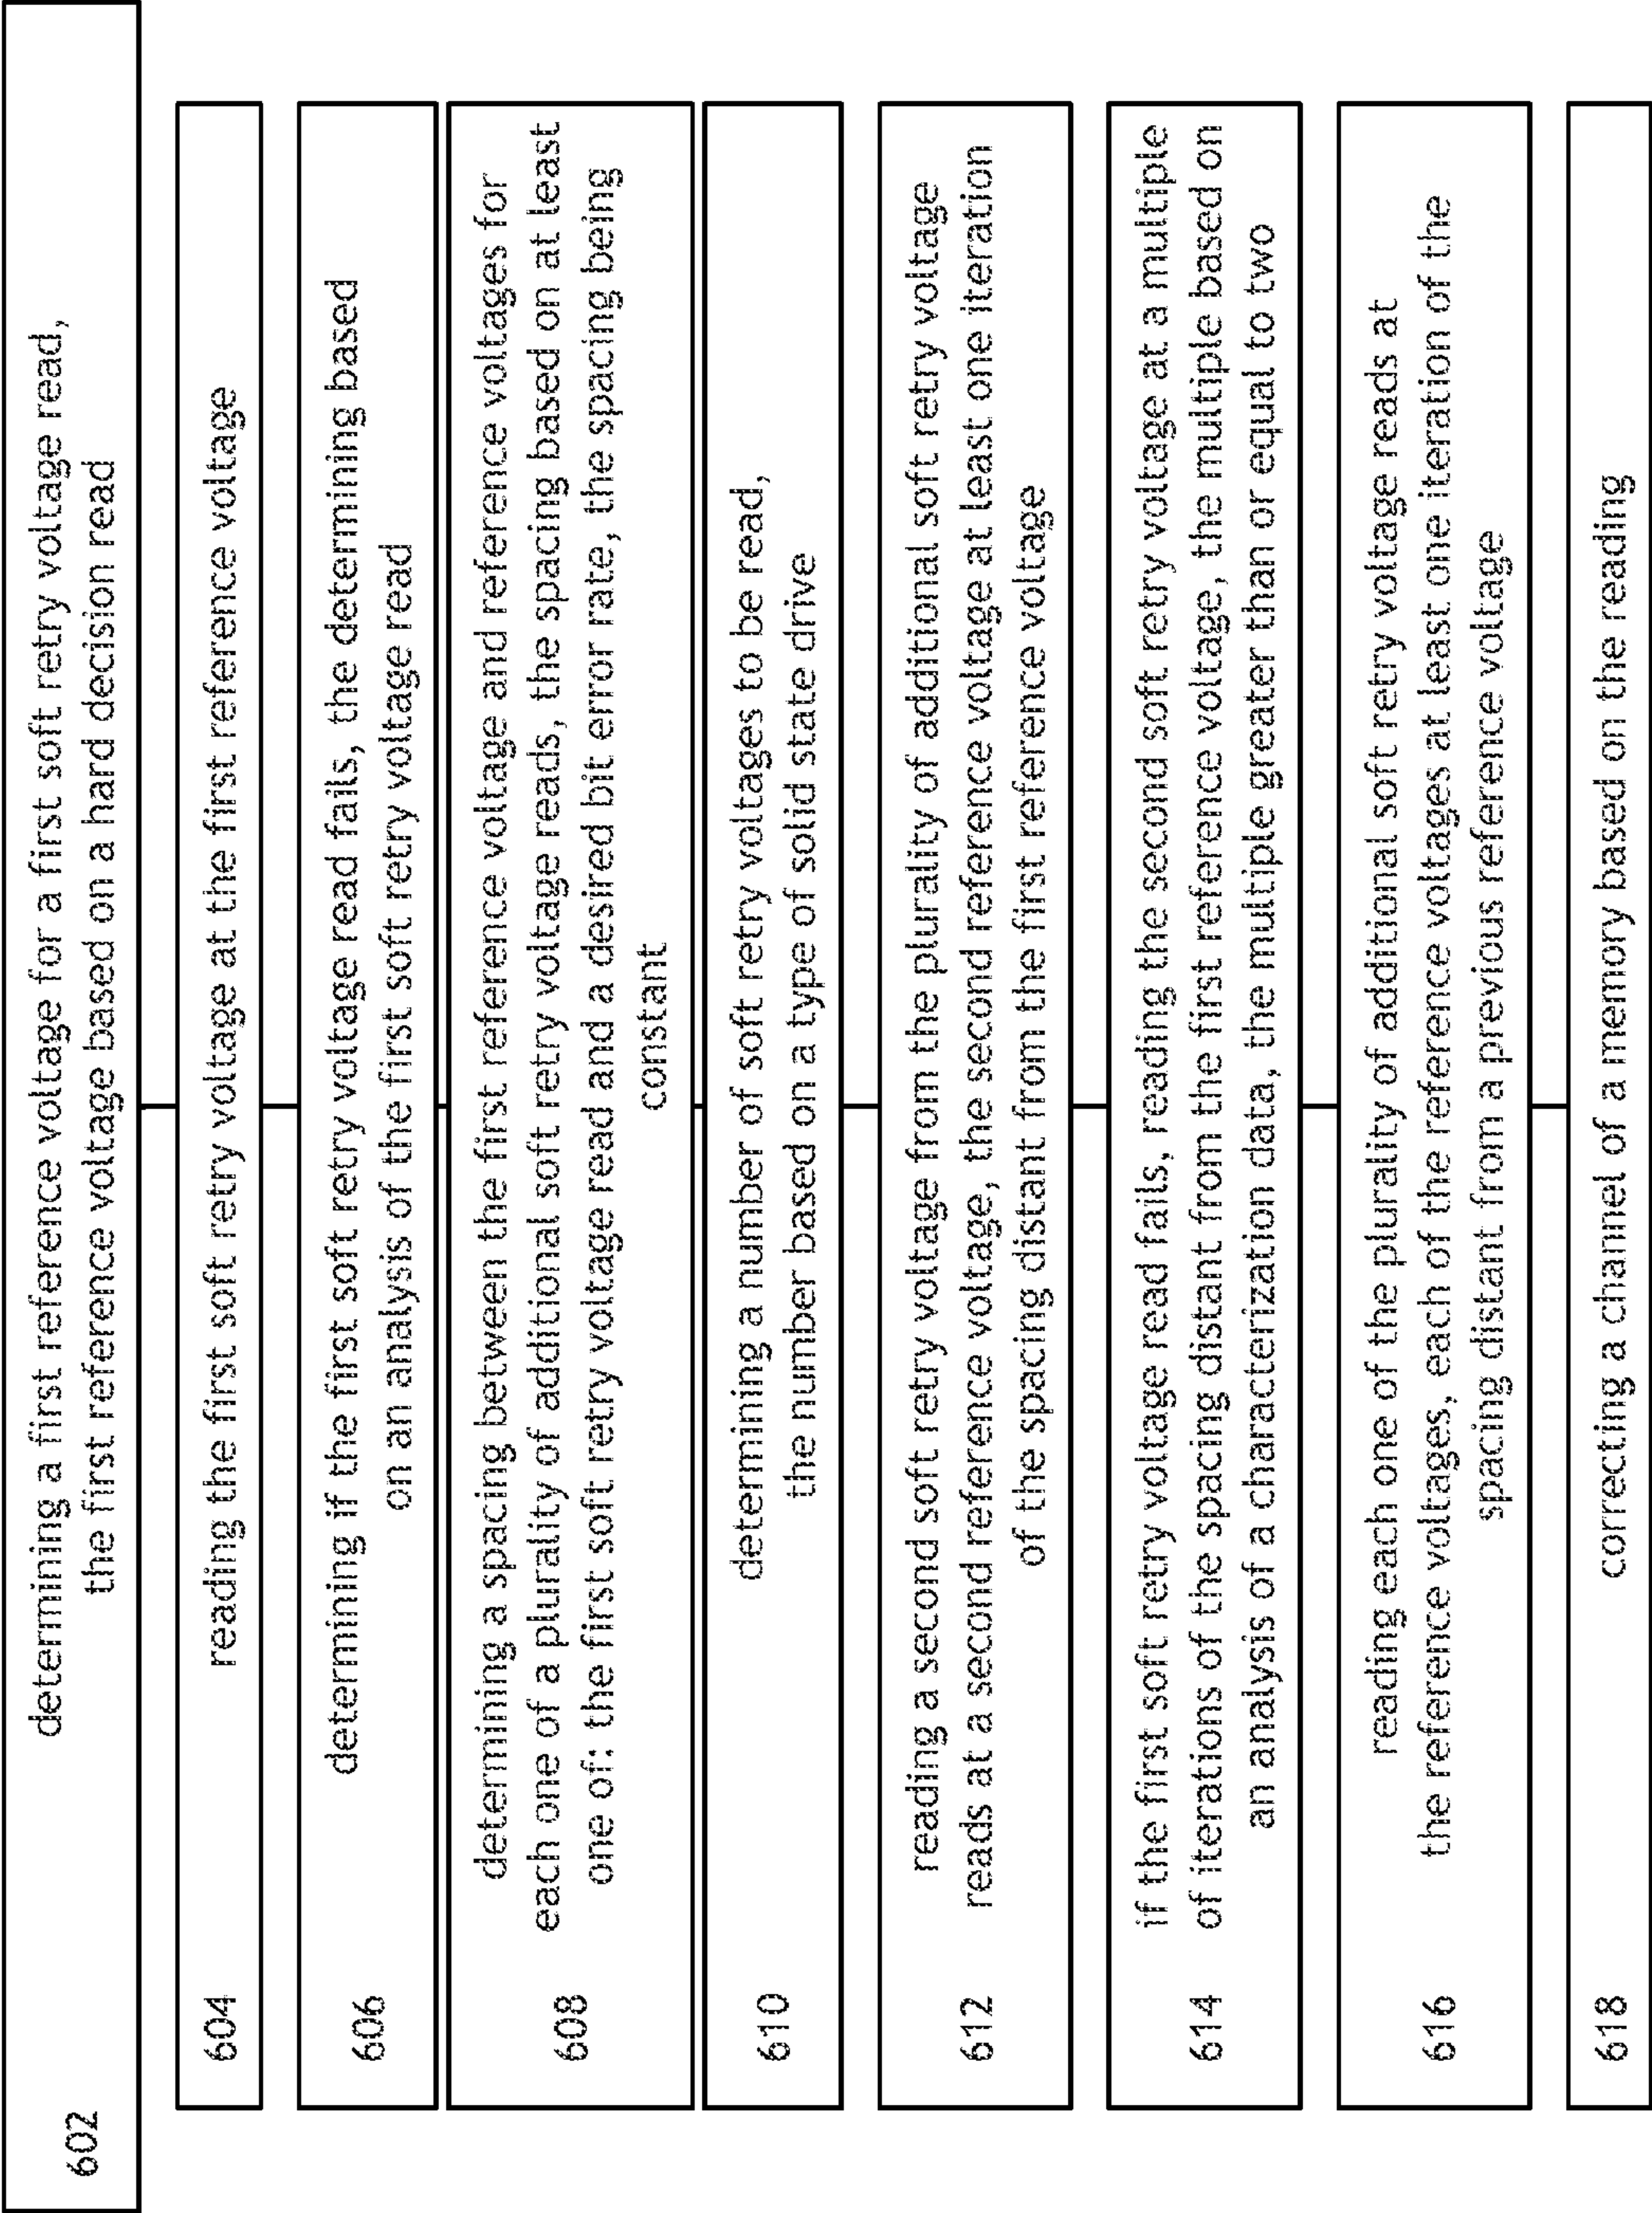 602
determining a first reference voltage for a first soft retry voltage read,
the first reference voltage based on a hard decision read
604
reading the first soft retry voltage at the first reference voltage
606
determining if the first soft retry voltage read fails, the determining based
on an analysis of the first soft retry voltage read
608
determining a spacing between the first reference voltage and reference voltages for
each one of a plurality of additional soft retry voltage reads, the spacing based on at least
one of: the first soft retry voltage read and a desired bit error rate, the spacing being
constant
610
determining a number of soft retry voltages to be read,
the number based on a type of solid state drive
612
reading a second soft retry voltage from the plurality of additional soft retry voltage
reads at a second reference voltage, the second reference voltage at least one iteration
of the spacing distant from the first reference voltage
614
if the first soft retry voltage read fails, reading the second soft retry voltage at a multiple
of iterations of the spacing distant from the first reference voltage, the multiple based on
an analysis of a characterization data, the multiple greater than or equal to two
616
reading each one of the plurality of additional soft retry voltage reads at
the reference voltages, each of the reference voltages at least one iteration of the
spacing distant from a previous reference voltage
618
correcting a channel of a memory based on the reading